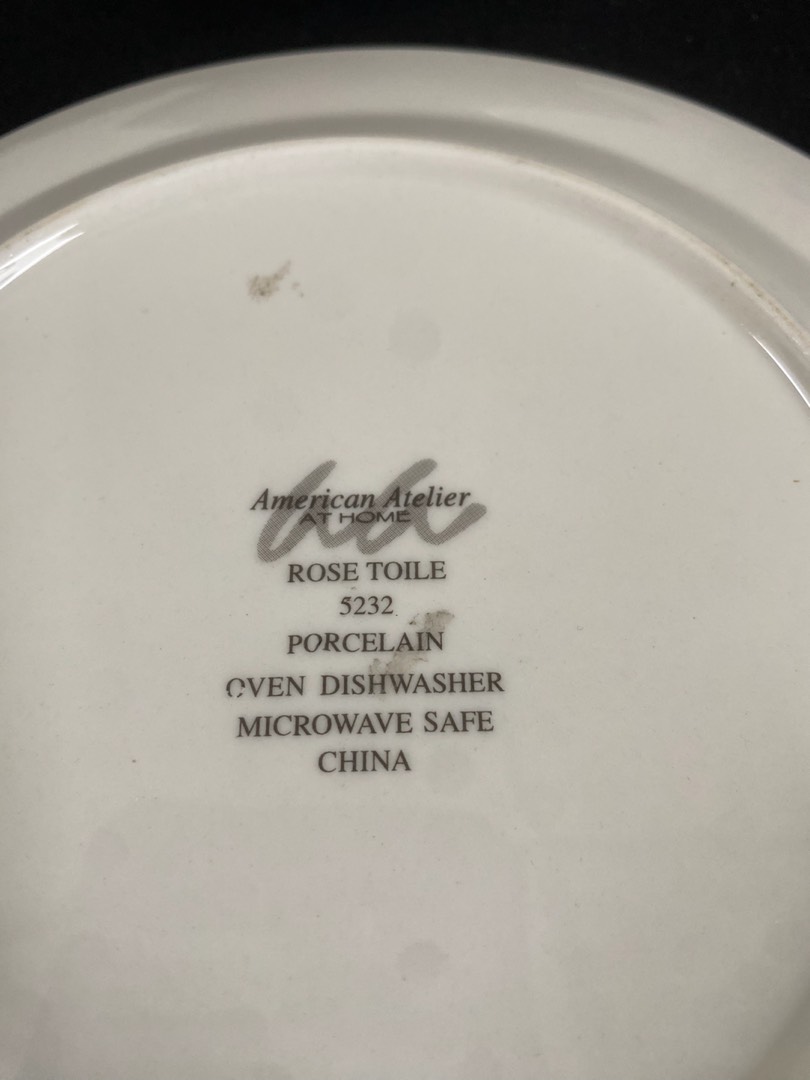 American Atelier
AT HOME
ROSE TOILE
5232
PORCELAIN
OVEN DISHWASHER
MICROWAVE SAFE
CHINA